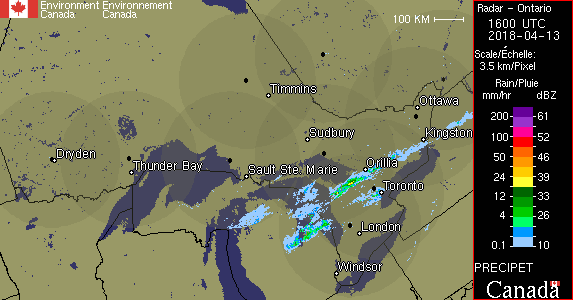 Environment Environnement
Canada Canada
100 KM
Timmins
Ottawa
Sudbury
Kingston
Dryden
Thunder Bay
Sault Ste. Marie
Orillia
Toronto
London
Windsor
Radar - Ontario
1600 UTC
2018-04-13
Scale/Échelle:
3.5 km/Pixel
Rain/Pluie
mm/hr dBZ
200 61
100 52
50 46
24 39
12 33
4 26
0.1 10
PRECIPET
Canada